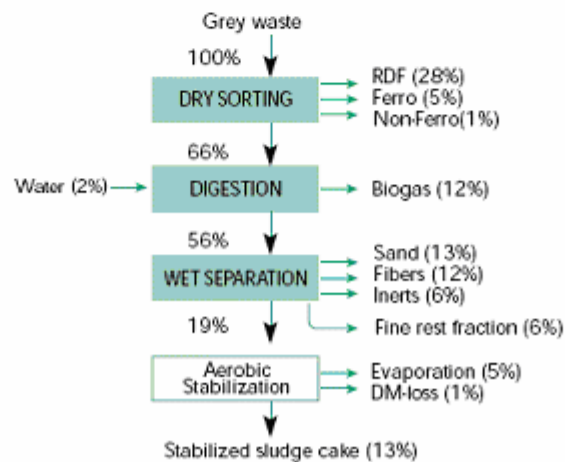 Grey waste
100%
DRY SORTING
RDF (28%)
Ferro (5%)
Non-Ferro(1%)
66%
Water (2%)
DIGESTION
Biogas (12%)
56%
WET SEPARATION
Sand (13%)
Fibers (12%)
Inerts (6%)
Fine rest fraction (6%)
19%
Aerobic
Stabilization
Evaporation (5%)
DM-loss (1%)
Stabilized sludge cake (13%)